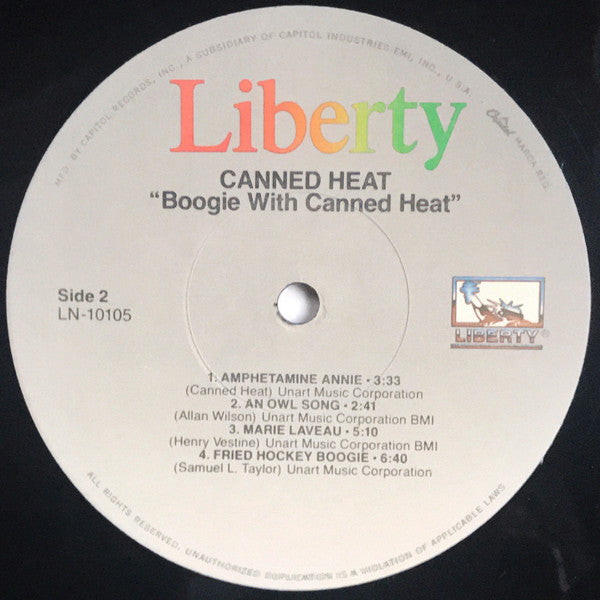 MFD. BY CAPITOL RECORDS, INC., A SUBSIDIARY OF CAPITOL INDUSTRIES-EMI, INC., U.S.A. • Capitol MARCA REG.
Liberty
CANNED HEAT
“Boogie With Canned Heat”
Side 2
LN-10105
LIBERTY®
1. AMPHETAMINE ANNIE • 3:33
(Canned Heat) Unart Music Corporation
2. AN OWL SONG • 2:41
(Allan Wilson) Unart Music Corporation BMI
3. MARIE LAVEAU • 5:10
(Henry Vestine) Unart Music Corporation BMI
4. FRIED HOCKEY BOOGIE • 6:40
(Samuel L. Taylor) Unart Music Corporation
ALL RIGHTS RESERVED. UNAUTHORIZED DUPLICATION IS A VIOLATION OF APPLICABLE LAWS